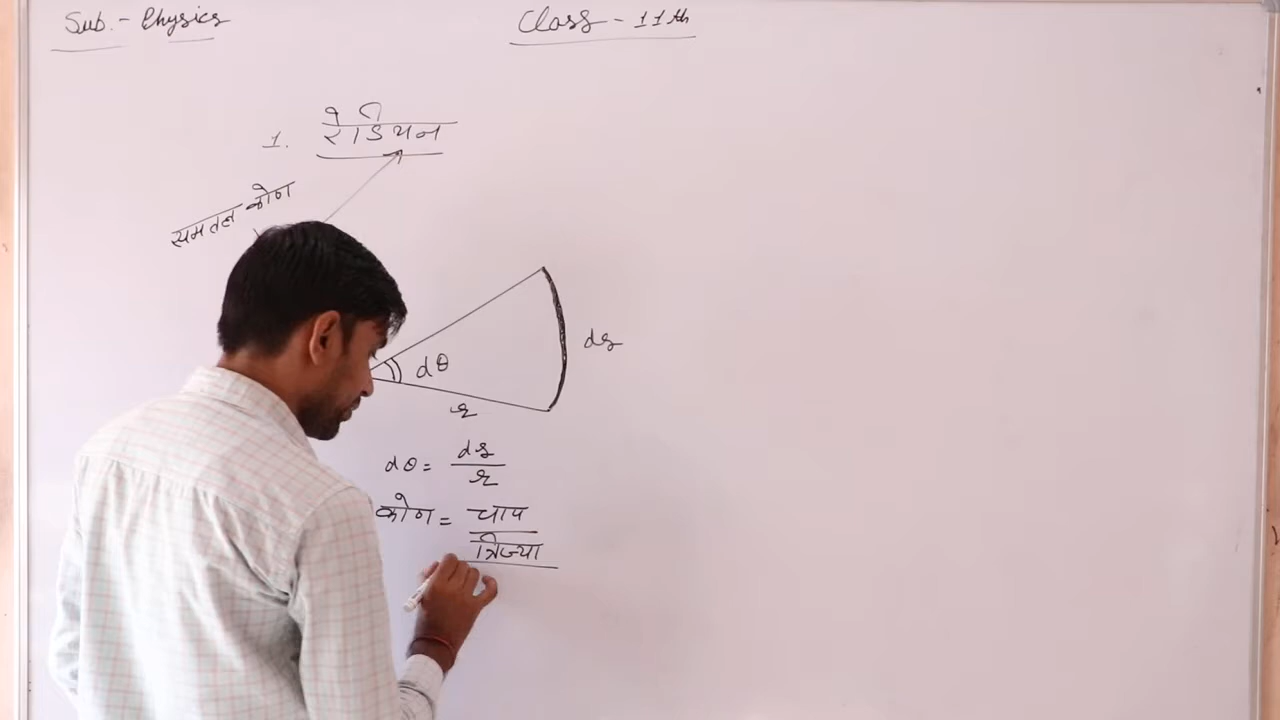 Sub. - Physics
Class - 11th
1. रेडियन
समतल कोण
dθ
ds
r
dθ = ds/r
कोण = चाप/त्रिज्या